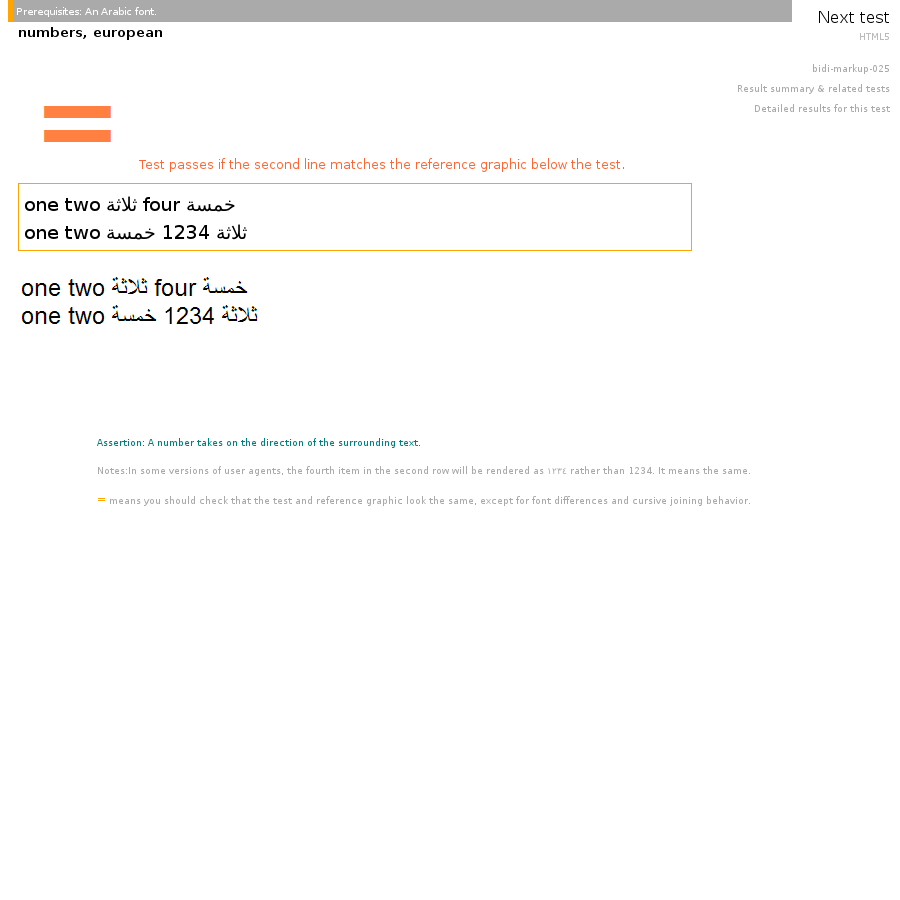 Prerequisites: An Arabic font.
Next test
numbers, european
HTML5
bidi-markup-025
Result summary & related tests
Detailed results for this test
=
Test passes if the second line matches the reference graphic below the test.
one two ثلاثة four خمسة
one two ثلاثة 1234 خمسة
one two ثلاثة four خمسة
one two ثلاثة 1234 خمسة
Assertion: A number takes on the direction of the surrounding text.
Notes:In some versions of user agents, the fourth item in the second row will be rendered as ١٢٣٤ rather than 1234. It means the same.
= means you should check that the test and reference graphic look the same, except for font differences and cursive joining behavior.